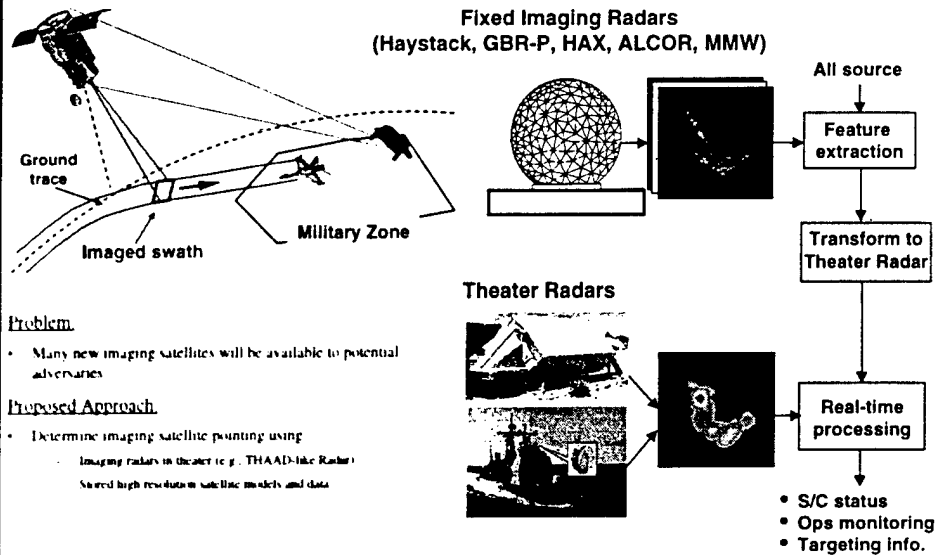 Fixed Imaging Radars
(Haystack, GBR-P, HAX, ALCOR, MMW)
Ground
trace
Imaged swath
Military Zone
All source
Feature
extraction
Transform to
Theater Radar
Theater Radars
Real-time
processing
• S/C status
• Ops monitoring
• Targeting info.
Problem
• Many new imaging satellites will be available to potential
adversaries
Proposed Approach
• Determine imaging satellite pointing using
- Imaging radars in theater (e.g., THAAD-like Radar)
Stored high resolution satellite models and data